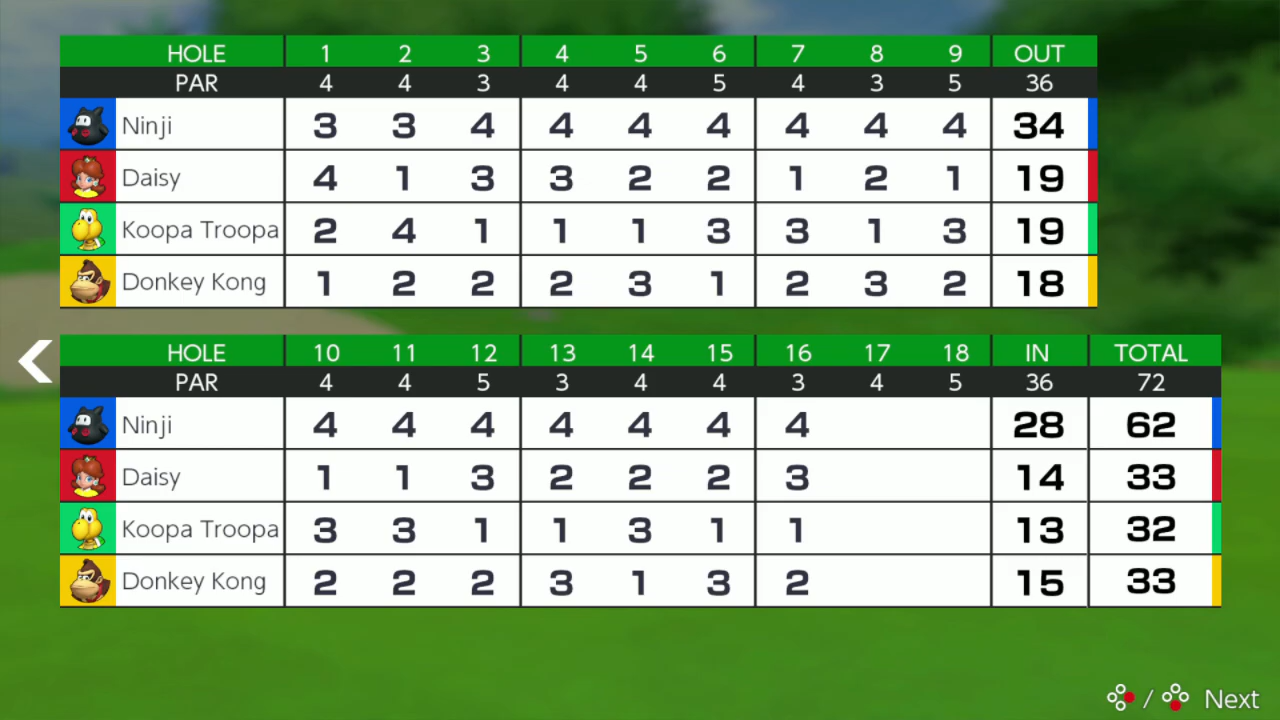 HOLE 1 2 3 4 5 6 7 8 9 OUT
PAR 4 4 3 4 4 5 4 3 5 36
Ninji 3 3 4 4 4 4 4 4 4 34
Daisy 4 1 3 3 2 2 1 2 1 19
Koopa Troopa 2 4 1 1 1 3 3 1 3 19
Donkey Kong 1 2 2 2 3 1 2 3 2 18
HOLE 10 11 12 13 14 15 16 17 18 IN TOTAL
PAR 4 4 5 3 4 4 3 4 5 36 72
Ninji 4 4 4 4 4 4 4 28 62
Daisy 1 1 3 2 2 2 3 14 33
Koopa Troopa 3 3 1 1 3 1 1 13 32
Donkey Kong 2 2 2 3 1 3 2 15 33
/ Next